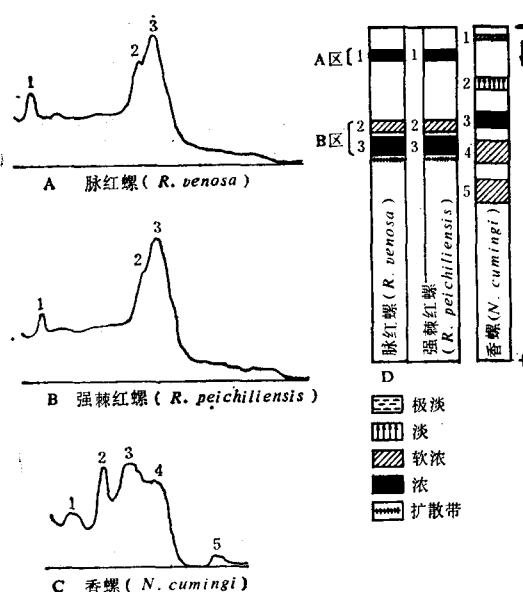 1
2
3
A 脉红螺 (R. venosa)
1
2
3
B 强棘红螺 (R. peichiliensis)
1
2
3
4
5
C 香螺 (N. cumingi)
A区 1 1
B区 2 2
3 3
1
2
3
4
5
脉红螺 (R. venosa)
强棘红螺 (R. peichiliensis)
香螺 (N. cumingi)
D
极淡
淡
软浓
浓
扩散带